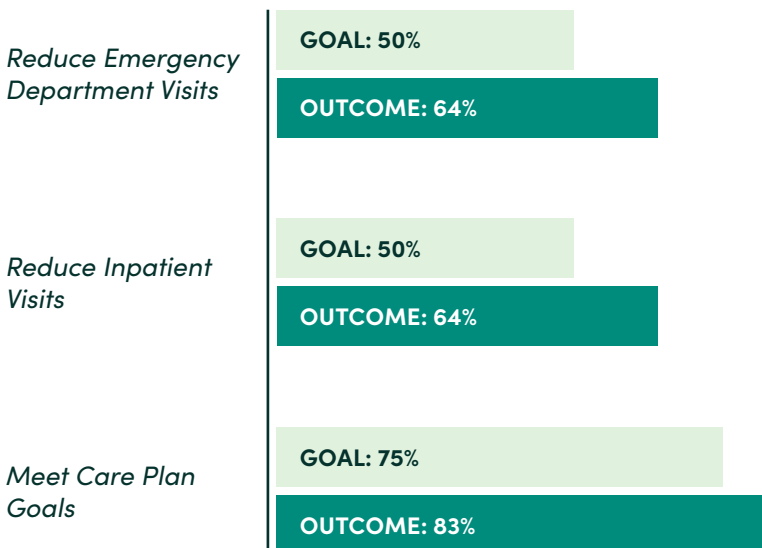 Reduce Emergency
Department Visits
GOAL: 50%
OUTCOME: 64%
Reduce Inpatient
Visits
GOAL: 50%
OUTCOME: 64%
Meet Care Plan
Goals
GOAL: 75%
OUTCOME: 83%